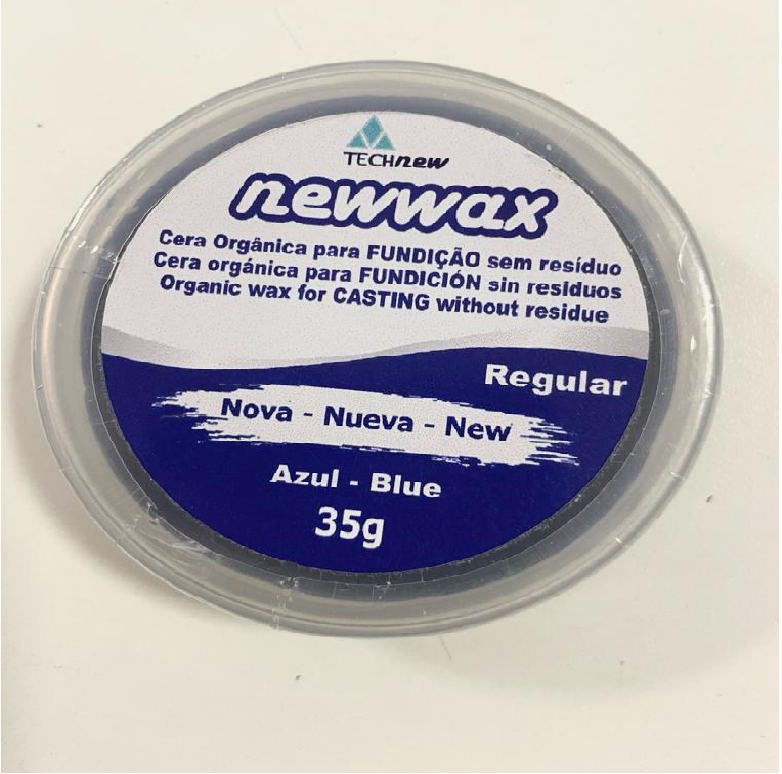 TECHnew
newwax
Cera Orgânica para FUNDIÇÃO sem resíduo
Cera orgánica para FUNDICIÓN sin residuos
Organic wax for CASTING without residue
Regular
Nova - Nueva - New
Azul - Blue
35g